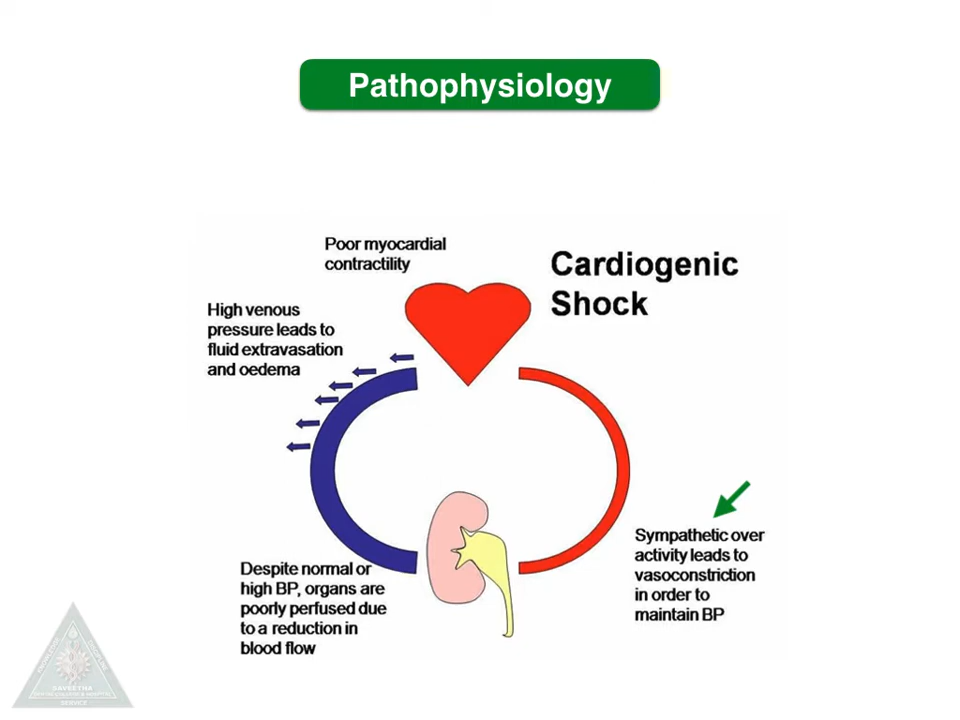 Pathophysiology
Poor myocardial
contractility
Cardiogenic
Shock
High venous
pressure leads to
fluid extravasation
and oedema
Sympathetic over
activity leads to
vasoconstriction
in order to
maintain BP
Despite normal or
high BP, organs are
poorly perfused due
to a reduction in
blood flow
SAVEETHA
SCIENCE